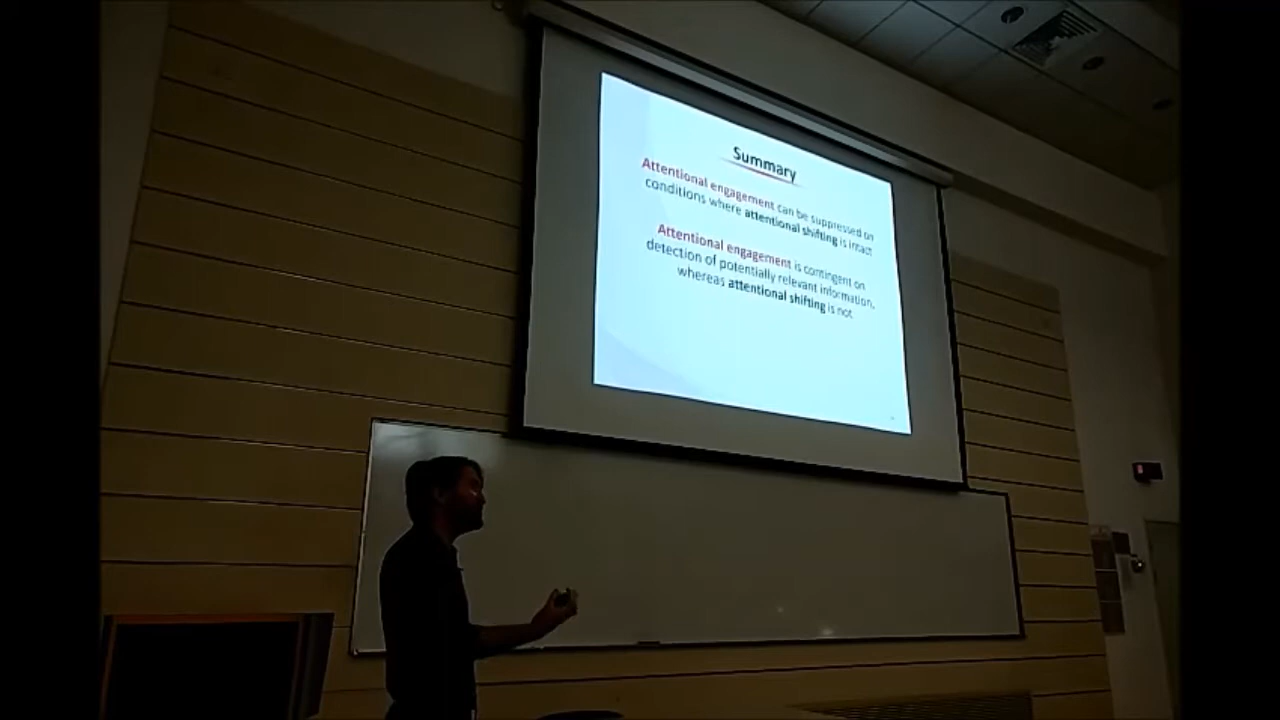 Summary
Attentional engagement can be suppressed on
conditions where attentional shifting is intact
Attentional engagement is contingent on
detection of potentially relevant information,
whereas attentional shifting is not